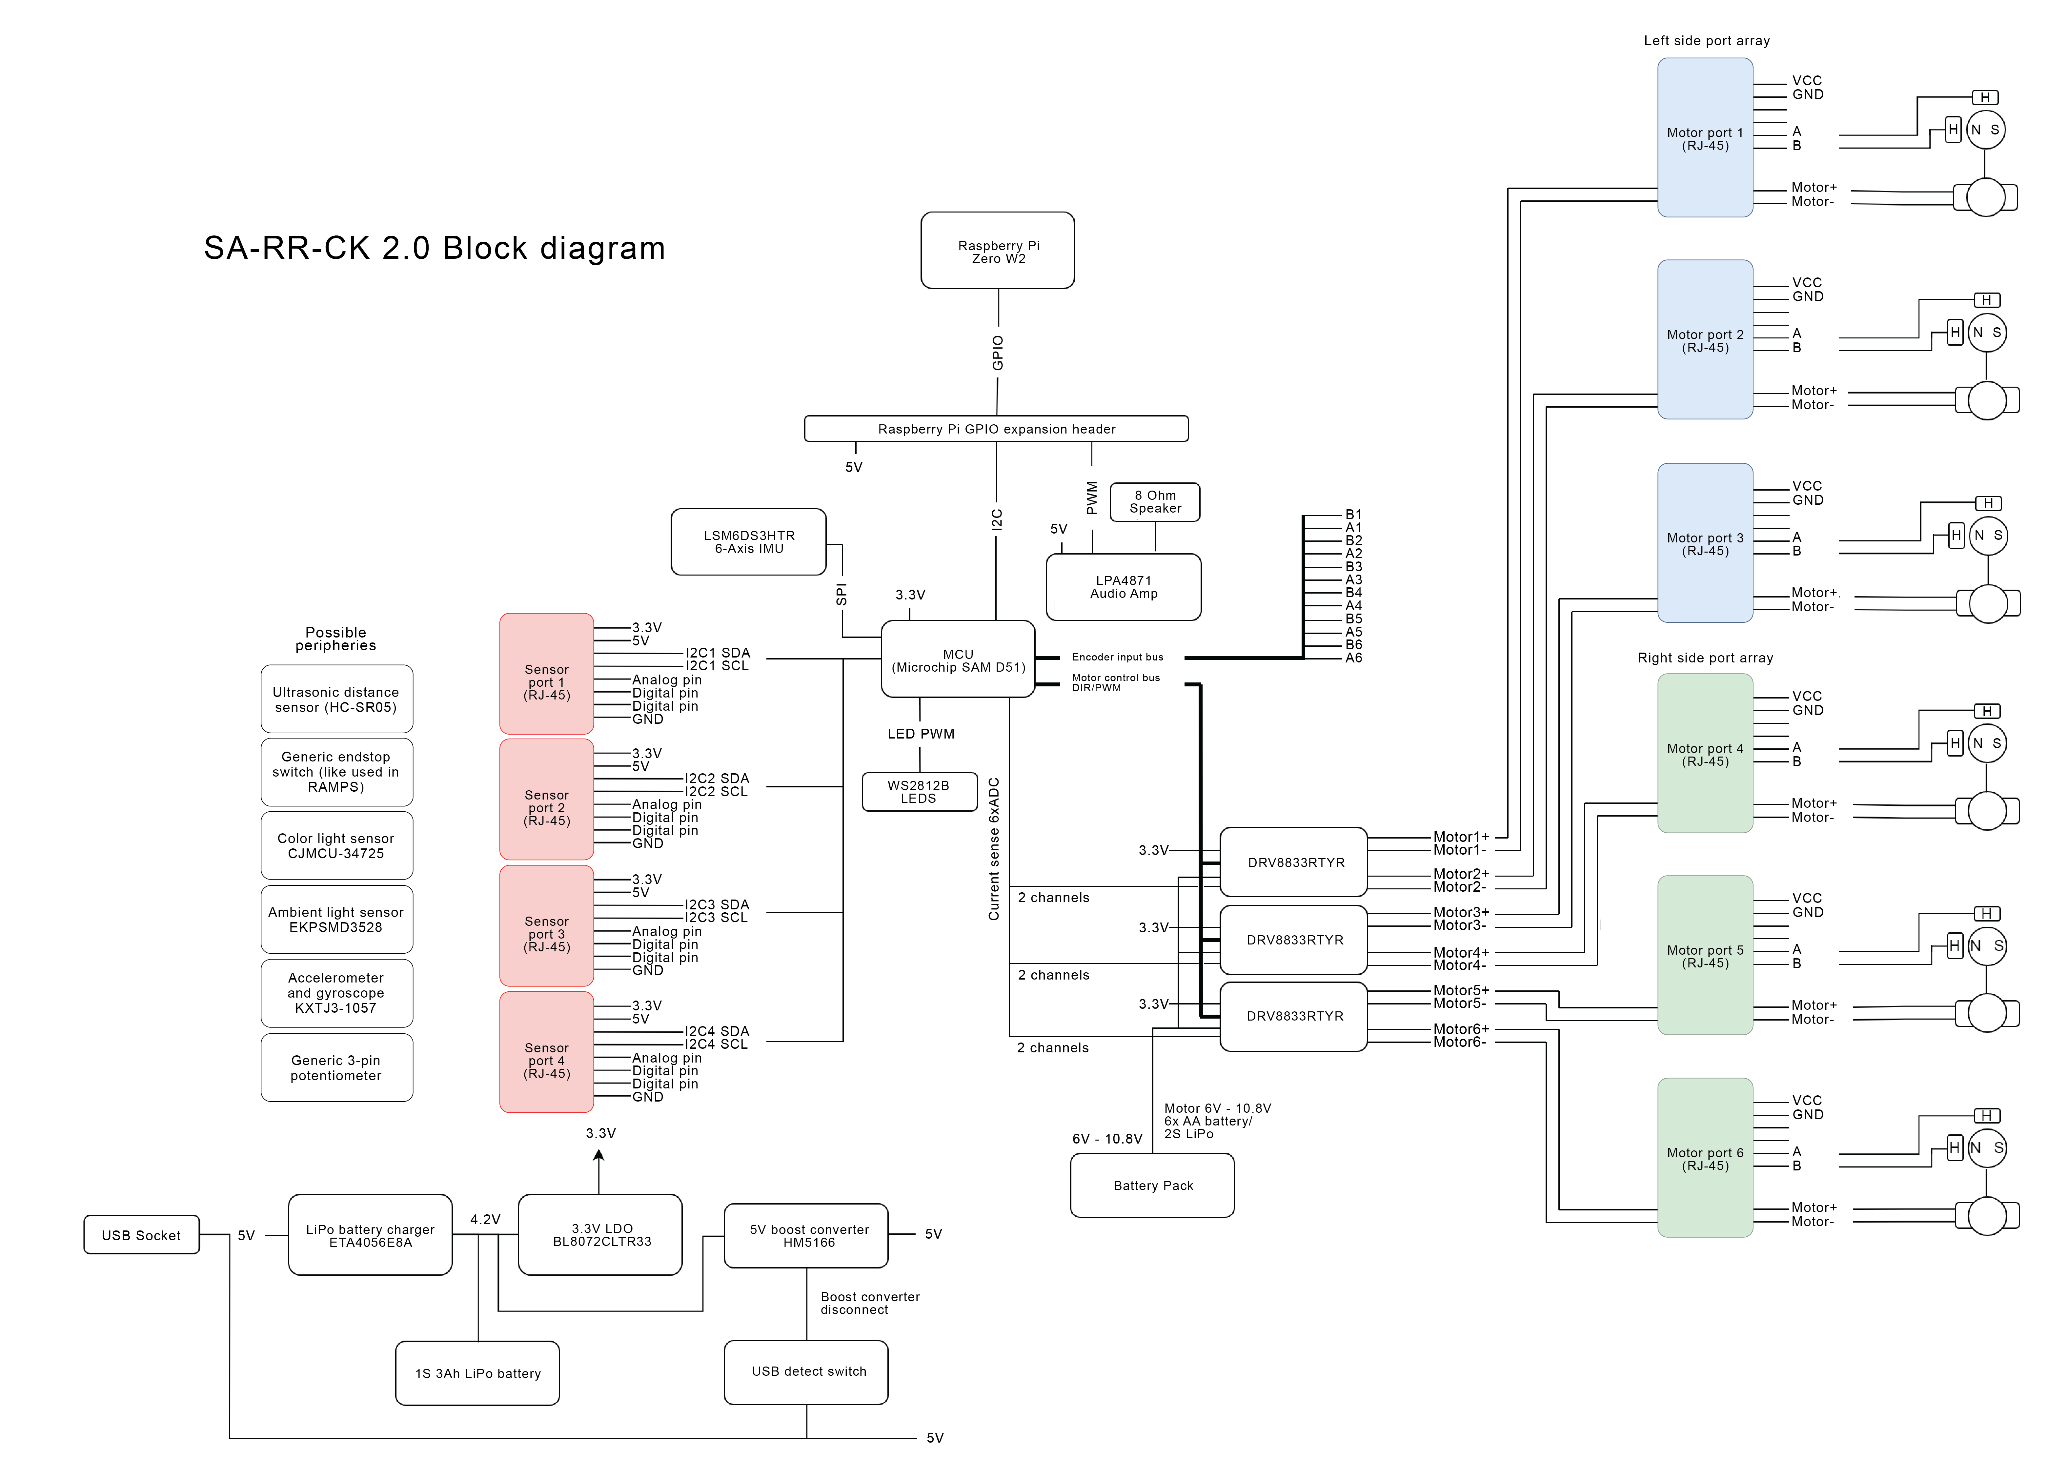 SA-RR-CK 2.0 Block diagram
Raspberry Pi
Zero W2
GPIO
Raspberry Pi GPIO expansion header
5V
I2C
PWM
8 Ohm
Speaker
5V
LPA4871
Audio Amp
LSM6DS3HTR
6-Axis IMU
SPI
3.3V
MCU
(Microchip SAM D51)
Encoder input bus
Motor control bus
DIR/PWM
LED PWM
WS2812B
LEDS
Current sense 6xADC
B1
A1
B2
A2
B3
A3
B4
A4
B5
A5
B6
A6
Possible
peripheries
Ultrasonic distance
sensor (HC-SR05)
Generic endstop
switch (like used in
RAMPS)
Color light sensor
CJMCU-34725
Ambient light sensor
EKPSMD3528
Accelerometer
and gyroscope
KXTJ3-1057
Generic 3-pin
potentiometer
Sensor
port 1
(RJ-45)
3.3V
5V
I2C1 SDA
I2C1 SCL
Analog pin
Digital pin
Digital pin
GND
Sensor
port 2
(RJ-45)
3.3V
5V
I2C2 SDA
I2C2 SCL
Analog pin
Digital pin
Digital pin
GND
Sensor
port 3
(RJ-45)
3.3V
5V
I2C3 SDA
I2C3 SCL
Analog pin
Digital pin
Digital pin
GND
Sensor
port 4
(RJ-45)
3.3V
5V
I2C4 SDA
I2C4 SCL
Analog pin
Digital pin
Digital pin
GND
3.3V
DRV8833RTYR
2 channels
Motor1+
Motor1-
Motor2+
Motor2-
3.3V
DRV8833RTYR
2 channels
Motor3+
Motor3-
Motor4+
Motor4-
3.3V
DRV8833RTYR
2 channels
Motor5+
Motor5-
Motor6+
Motor6-
Motor 6V - 10.8V
6x AA battery/
2S LiPo
6V - 10.8V
Battery Pack
3.3V
USB Socket
5V
LiPo battery charger
ETA4056E8A
4.2V
3.3V LDO
BL8072CLTR33
5V boost converter
HM5166
5V
Boost converter
disconnect
1S 3Ah LiPo battery
USB detect switch
5V
Left side port array
Motor port 1
(RJ-45)
VCC
GND
A
B
Motor+
Motor-
H
H
N S
Motor port 2
(RJ-45)
VCC
GND
A
B
Motor+
Motor-
H
H
N S
Motor port 3
(RJ-45)
VCC
GND
A
B
Motor+.
Motor-
H
H
N S
Right side port array
Motor port 4
(RJ-45)
VCC
GND
A
B
Motor+
Motor-
H
H
N S
Motor port 5
(RJ-45)
VCC
GND
A
B
Motor+
Motor-
H
H
N S
Motor port 6
(RJ-45)
VCC
GND
A
B
Motor+
Motor-
H
H
N S